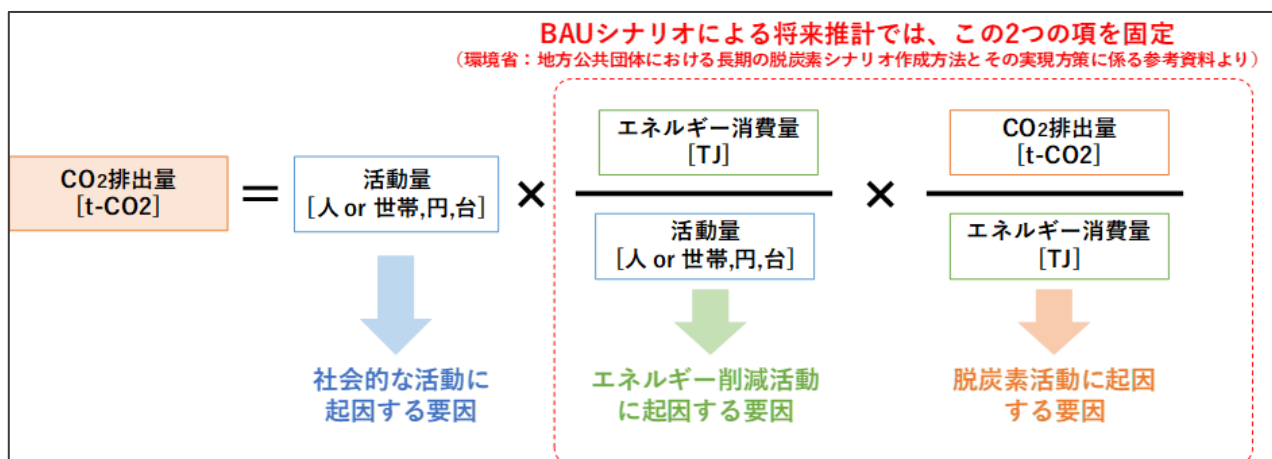 BAUシナリオによる将来推計では、この2つの項を固定
（環境省：地方公共団体における長期の脱炭素シナリオ作成方法とその実現方策に係る参考資料より）
CO2排出量
[t-CO2]
＝
活動量
[人 or 世帯,円,台]
×
エネルギー消費量
[TJ]
活動量
[人 or 世帯,円,台]
×
CO2排出量
[t-CO2]
エネルギー消費量
[TJ]
社会的な活動に
起因する要因
エネルギー削減活動
に起因する要因
脱炭素活動に起因
する要因